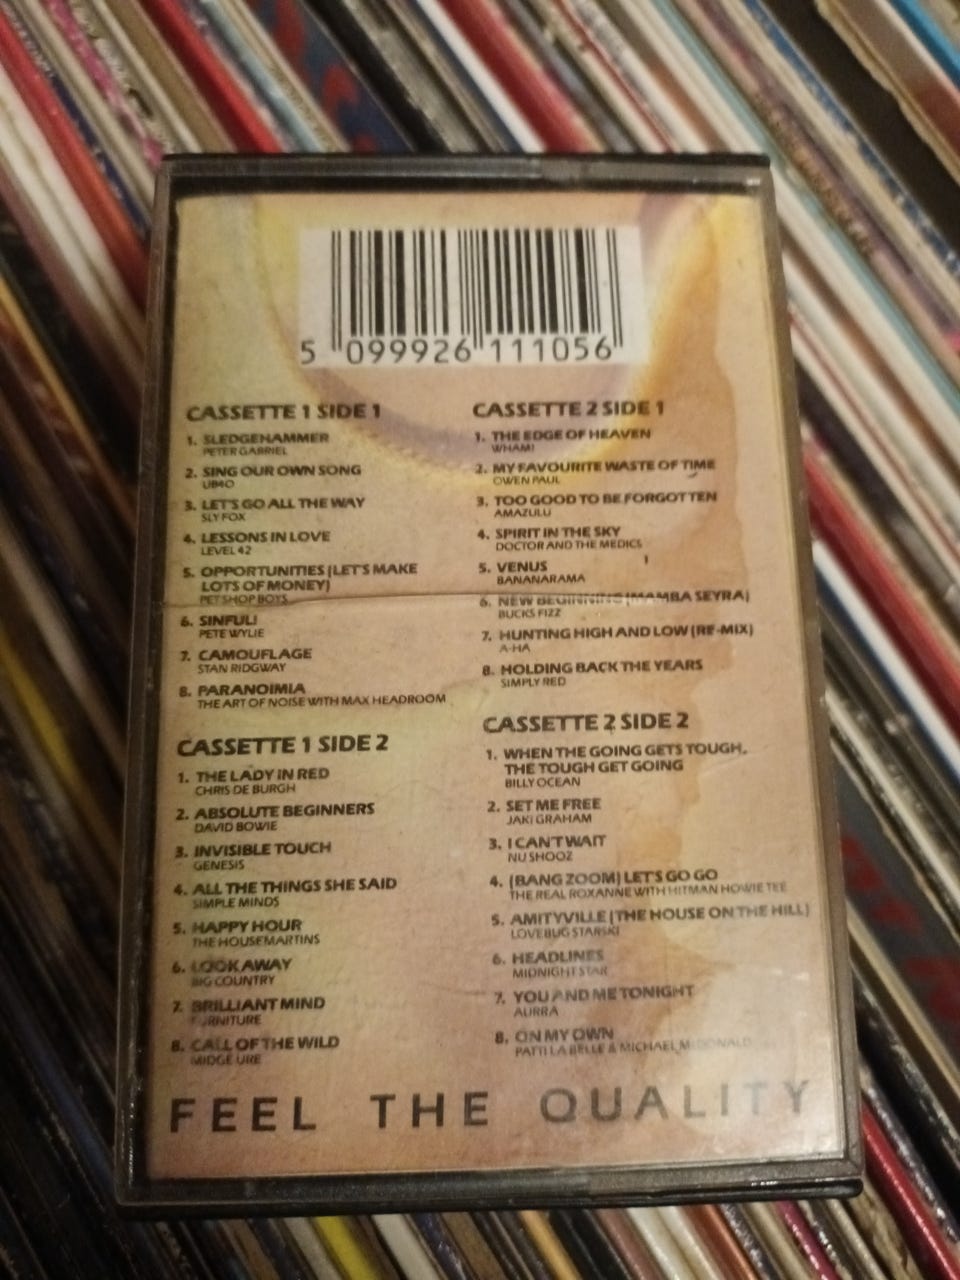 5 099926 111056
CASSETTE 1 SIDE 1
1. SLEDGEHAMMER
PETER GABRIEL
2. SING OUR OWN SONG
UB40
3. LET'S GO ALL THE WAY
SLY FOX
4. LESSONS IN LOVE
LEVEL 42
5. OPPORTUNITIES (LET'S MAKE
LOTS OF MONEY)
PET SHOP BOYS
6. SINFUL!
PETE WYLIE
7. CAMOUFLAGE
STAN RIDGWAY
8. PARANOIMIA
THE ART OF NOISE WITH MAX HEADROOM
CASSETTE 1 SIDE 2
1. THE LADY IN RED
CHRIS DE BURGH
2. ABSOLUTE BEGINNERS
DAVID BOWIE
3. INVISIBLE TOUCH
GENESIS
4. ALL THE THINGS SHE SAID
SIMPLE MINDS
5. HAPPY HOUR
THE HOUSEMARTINS
6. LOOK AWAY
BIG COUNTRY
7. BRILLIANT MIND
FURNITURE
8. CALL OF THE WILD
MIDGE URE
CASSETTE 2 SIDE 1
1. THE EDGE OF HEAVEN
WHAM!
2. MY FAVOURITE WASTE OF TIME
OWEN PAUL
3. TOO GOOD TO BE FORGOTTEN
AMAZULU
4. SPIRIT IN THE SKY
DOCTOR AND THE MEDICS
5. VENUS
BANANARAMA
6. NEW BEGINNING (MAMBA SEYRA)
BUCKS FIZZ
7. HUNTING HIGH AND LOW (RE-MIX)
A-HA
8. HOLDING BACK THE YEARS
SIMPLY RED
CASSETTE 2 SIDE 2
1. WHEN THE GOING GETS TOUGH,
THE TOUGH GET GOING
BILLY OCEAN
2. SET ME FREE
JAKI GRAHAM
3. I CAN'T WAIT
NU SHOOZ
4. (BANG ZOOM) LET'S GO GO
THE REAL ROXANNE WITH HITMAN HOWIE TEE
5. AMITYVILLE (THE HOUSE ON THE HILL)
LOVEBUG STARSKI
6. HEADLINES
MIDNIGHT STAR
7. YOU AND ME TONIGHT
AURRA
8. ON MY OWN
PATTI LA BELLE & MICHAEL McDONALD
FEEL THE QUALITY